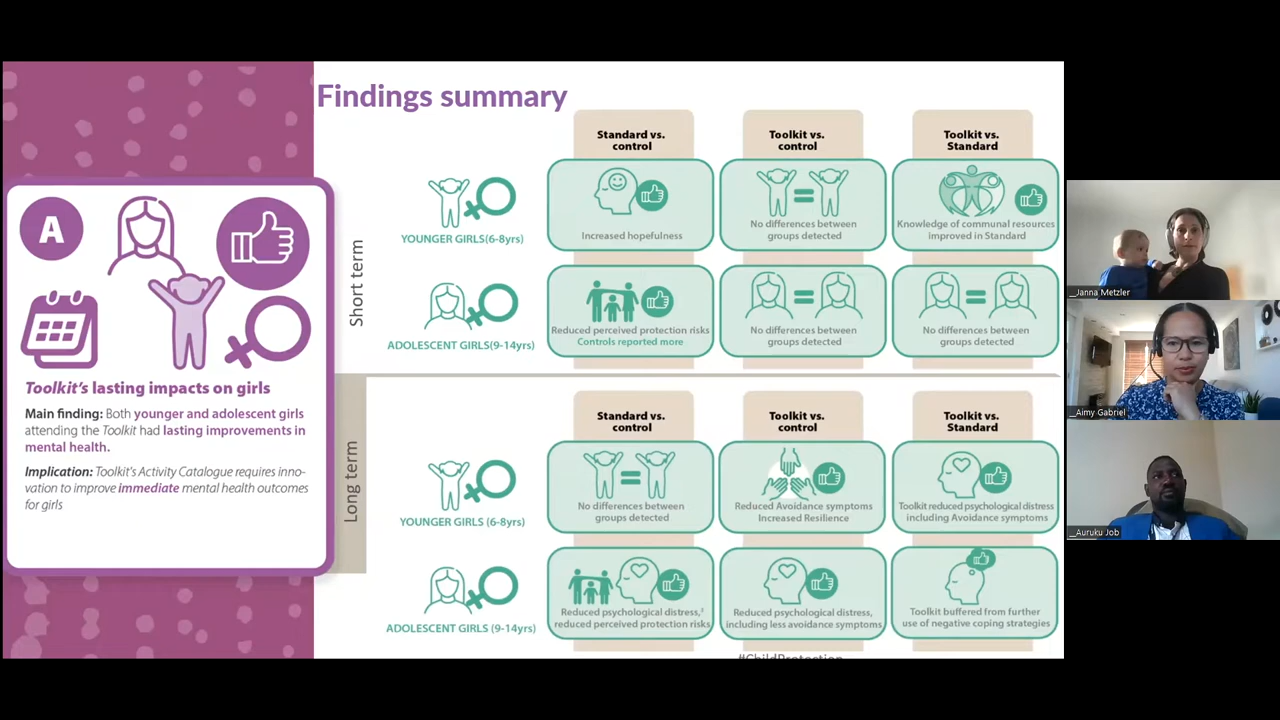 Findings summary
A
Toolkit's lasting impacts on girls
Main finding: Both younger and adolescent girls
attending the Toolkit had lasting improvements in
mental health.
Implication: Toolkit's Activity Catalogue requires inno-
vation to improve immediate mental health outcomes
for girls
Short term
Standard vs.
control
Toolkit vs.
control
Toolkit vs.
Standard
YOUNGER GIRLS(6-8yrs)
Increased hopefulness
No differences between
groups detected
Knowledge of communal resources
improved in Standard
ADOLESCENT GIRLS(9-14yrs)
Reduced perceived protection risks
Controls reported more
No differences between
groups detected
No differences between
groups detected
Long term
Standard vs.
control
Toolkit vs.
control
Toolkit vs.
Standard
YOUNGER GIRLS (6-8yrs)
No differences between
groups detected
Reduced Avoidance symptoms
Increased Resilience
Toolkit reduced psychological distress
including Avoidance symptoms
ADOLESCENT GIRLS (9-14yrs)
Reduced psychological distress,
reduced perceived protection risks
Reduced psychological distress,
including less avoidance symptoms
Toolkit buffered from further
use of negative coping strategies
#ChildProtection
__Janna Metzler
__Aimy Gabriel
__Auruku Job